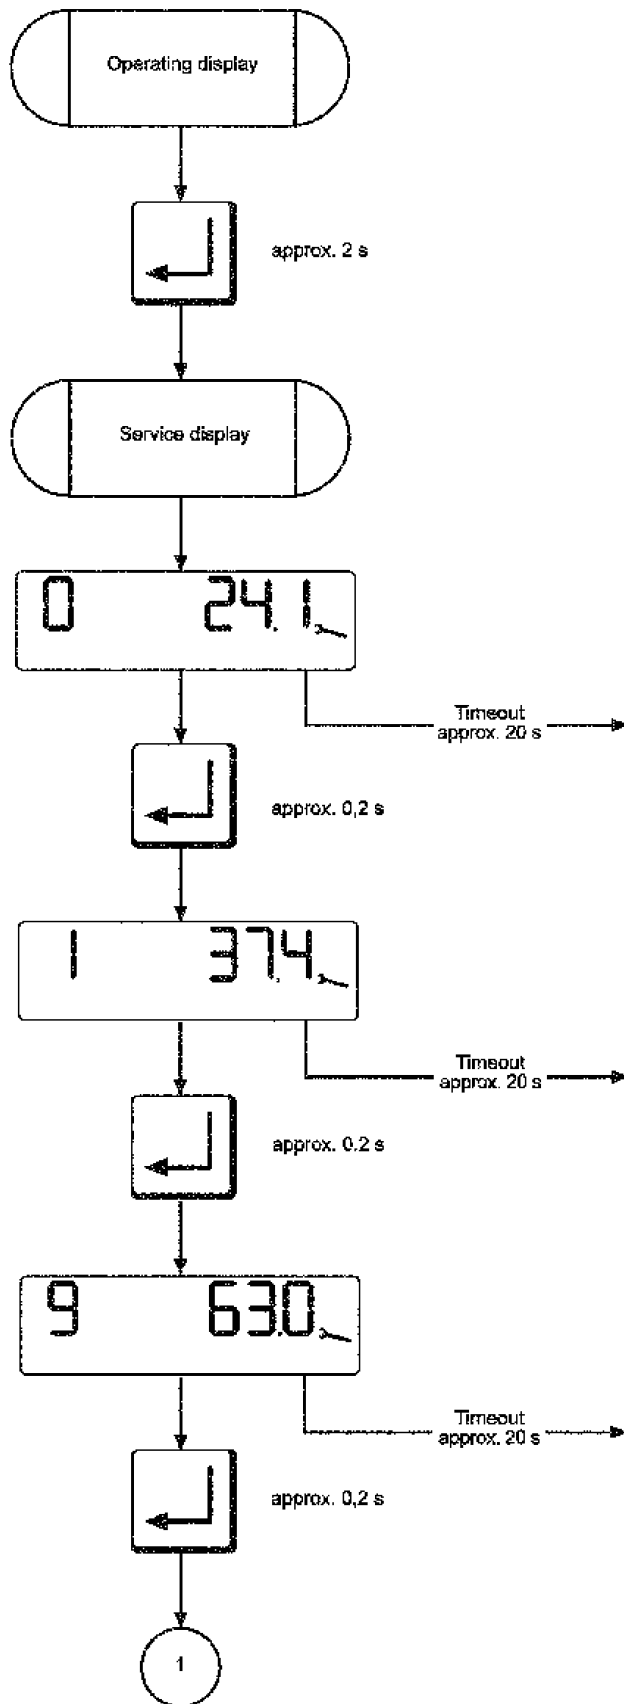 Operating display
approx. 2 s
Service display
0 24.1
Timeout
approx. 20 s
approx. 0,2 s
1 37.4
Timeout
approx. 20 s
approx. 0.2 s
9 63.0
Timeout
approx. 20 s
approx. 0,2 s
1